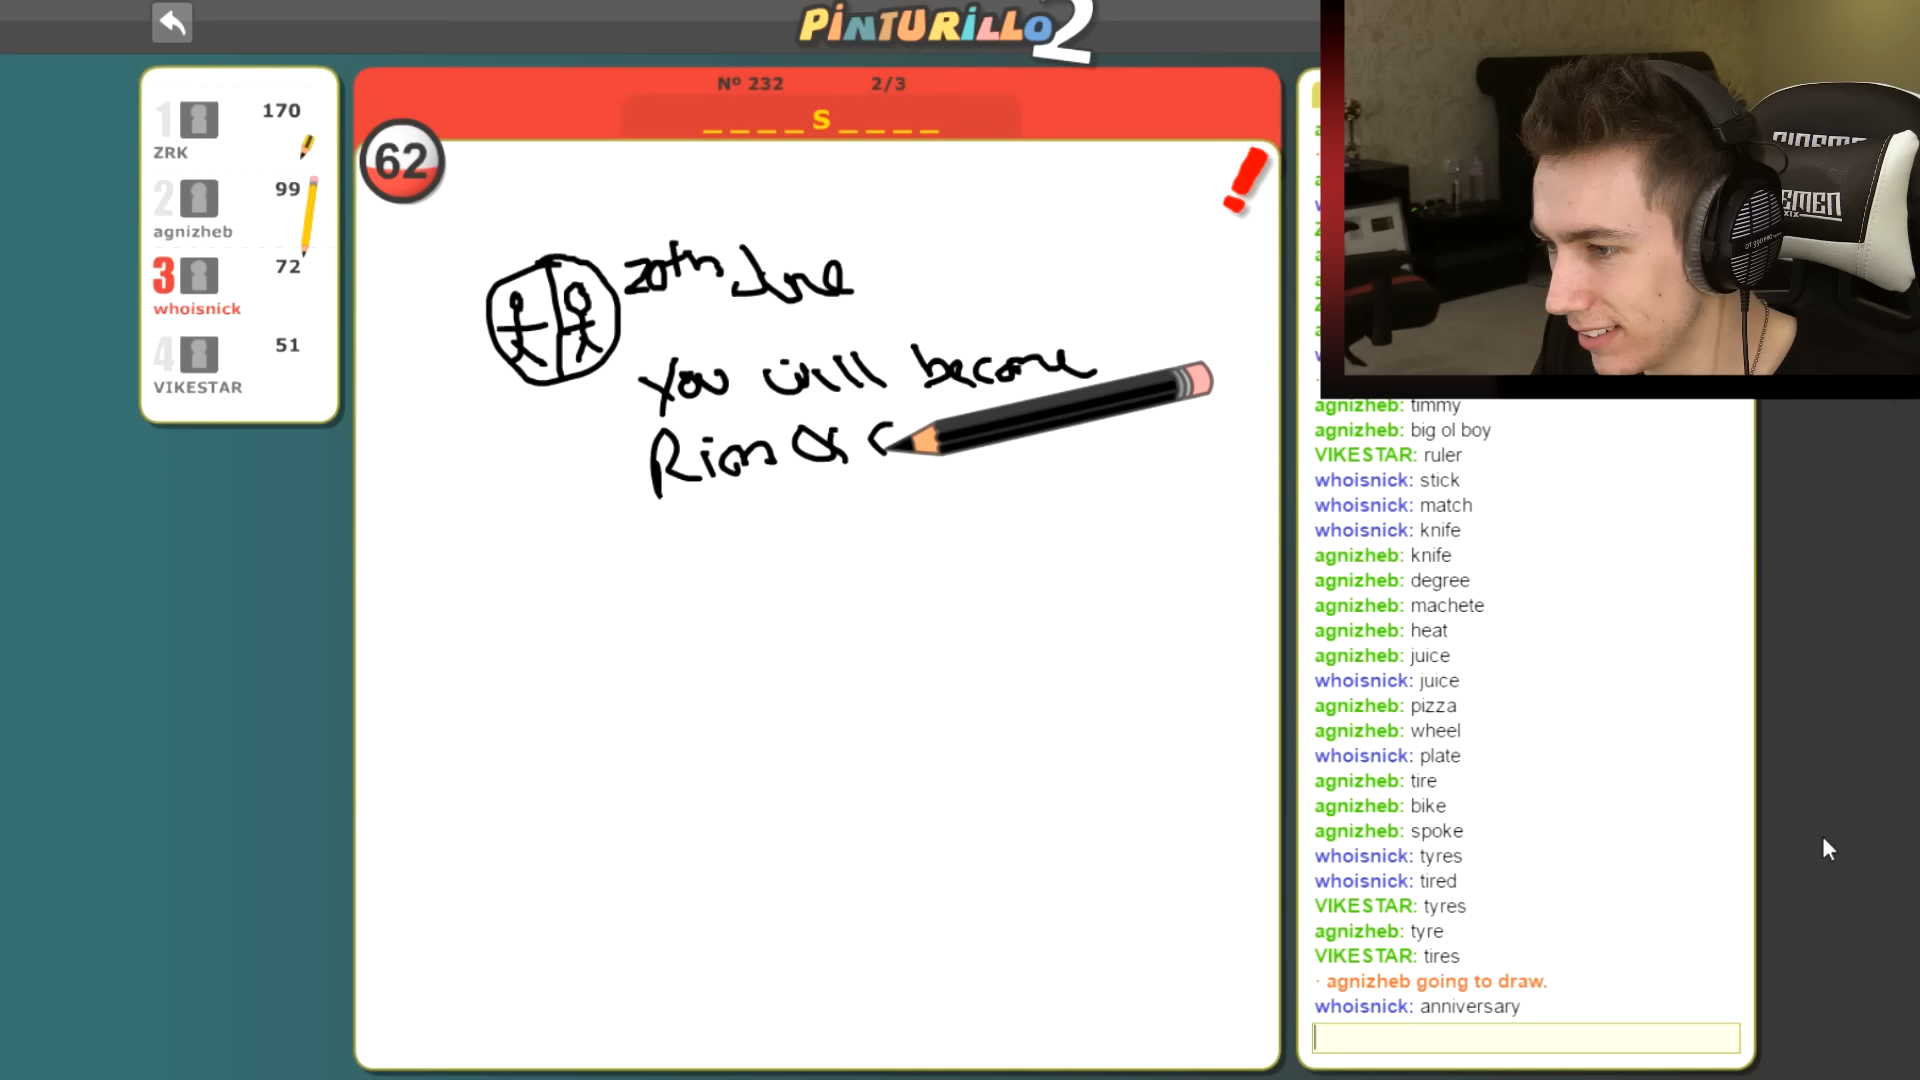 PiNTURiLLO 2
Nº 232 2/3
_ _ _ _ S _ _ _ _
62
1 170
ZRK
2 99
agnizheb
3 72
whoisnick
4 51
VIKESTAR
20th June
You will become
agnizheb: timmy
agnizheb: big ol boy
VIKESTAR: ruler
whoisnick: stick
whoisnick: match
whoisnick: knife
agnizheb: knife
agnizheb: degree
agnizheb: machete
agnizheb: heat
agnizheb: juice
whoisnick: juice
agnizheb: pizza
agnizheb: wheel
whoisnick: plate
agnizheb: tire
agnizheb: bike
agnizheb: spoke
whoisnick: tyres
whoisnick: tired
VIKESTAR: tyres
agnizheb: tyre
VIKESTAR: tires
· agnizheb going to draw.
whoisnick: anniversary